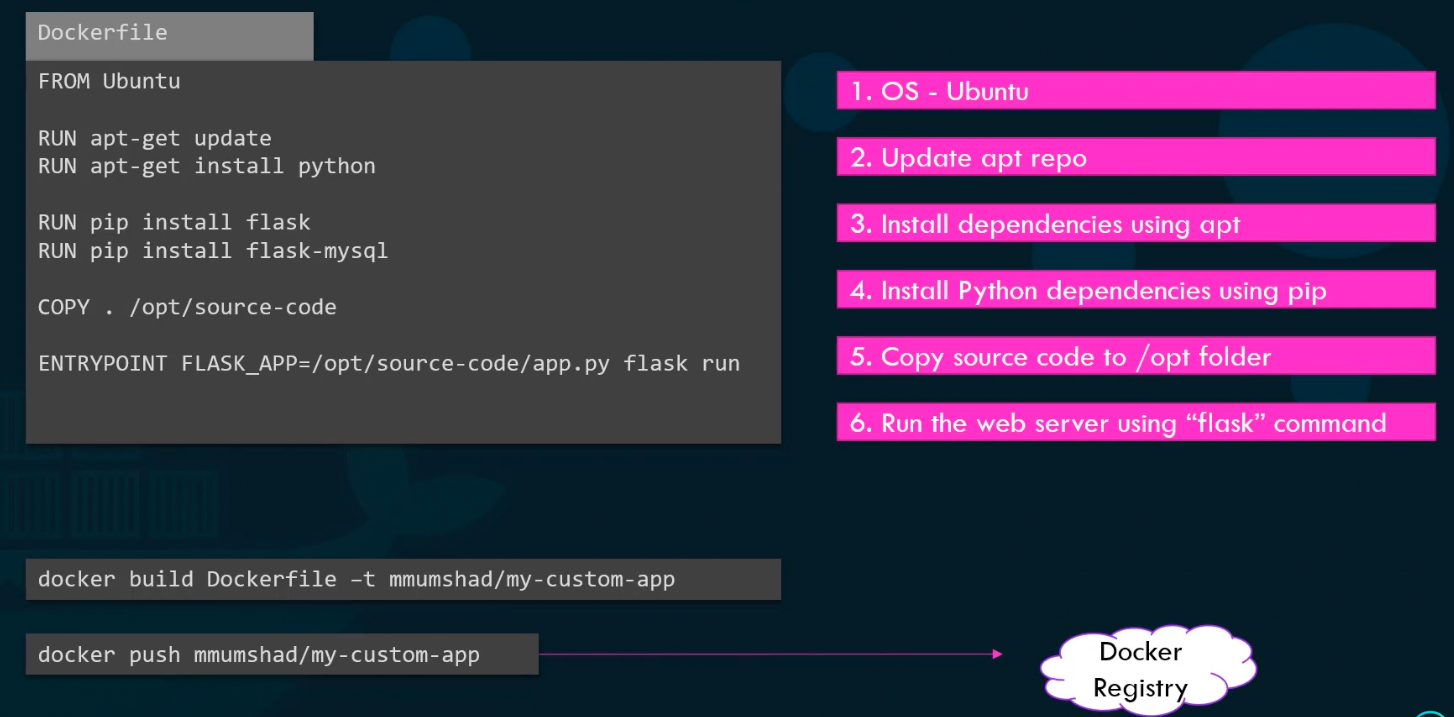 Dockerfile
FROM Ubuntu
RUN apt-get update
RUN apt-get install python
RUN pip install flask
RUN pip install flask-mysql
COPY . /opt/source-code
ENTRYPOINT FLASK_APP=/opt/source-code/app.py flask run
1. OS - Ubuntu
2. Update apt repo
3. Install dependencies using apt
4. Install Python dependencies using pip
5. Copy source code to /opt folder
6. Run the web server using “flask” command
docker build Dockerfile –t mmumshad/my-custom-app
docker push mmumshad/my-custom-app
Docker
Registry